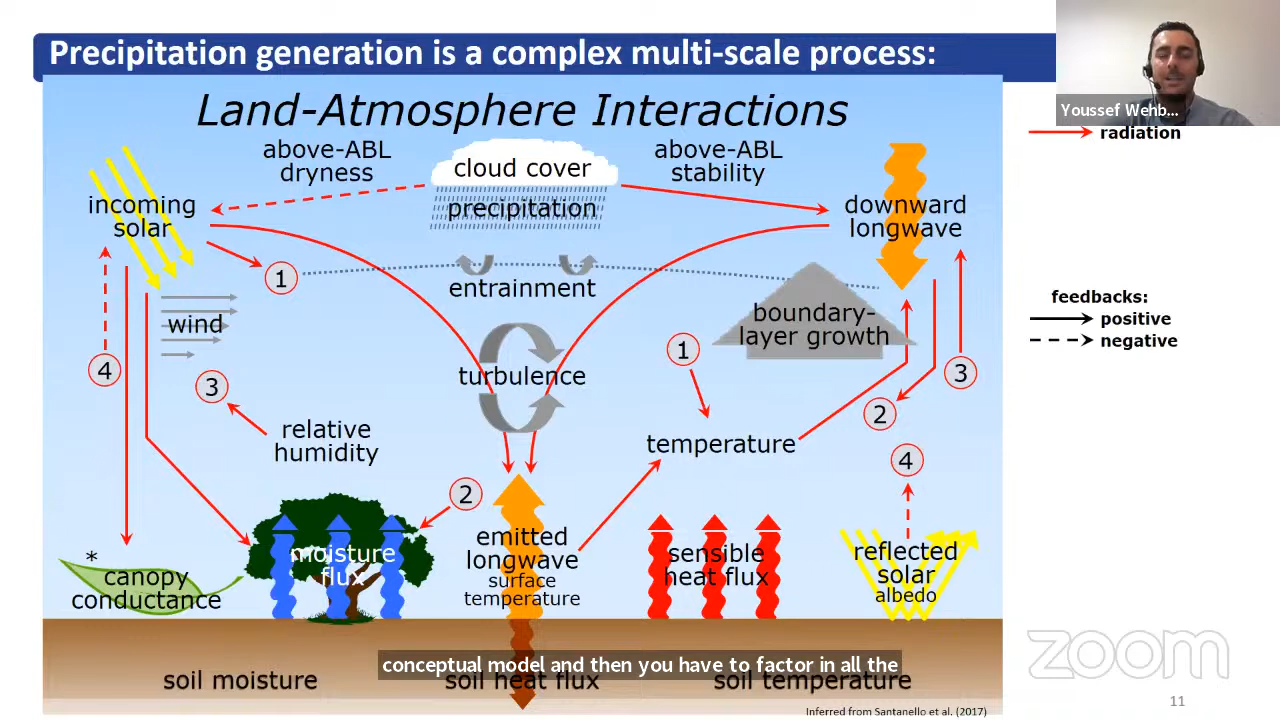 Precipitation generation is a complex multi-scale process:
Youssef Wehb...
Land-Atmosphere Interactions
radiation
above-ABL
dryness
cloud cover
precipitation
above-ABL
stability
incoming
solar
downward
longwave
1
entrainment
wind
boundary-
layer growth
feedbacks:
positive
negative
turbulence
1
4
3
3
2
relative
humidity
temperature
4
2
*
canopy
conductance
moisture
flux
emitted
longwave
surface
temperature
sensible
heat flux
reflected
solar
albedo
conceptual model and then you have to factor in all the
soil moisture
soil heat flux
soil temperature
zoom
11
Inferred from Santanello et al. (2017)